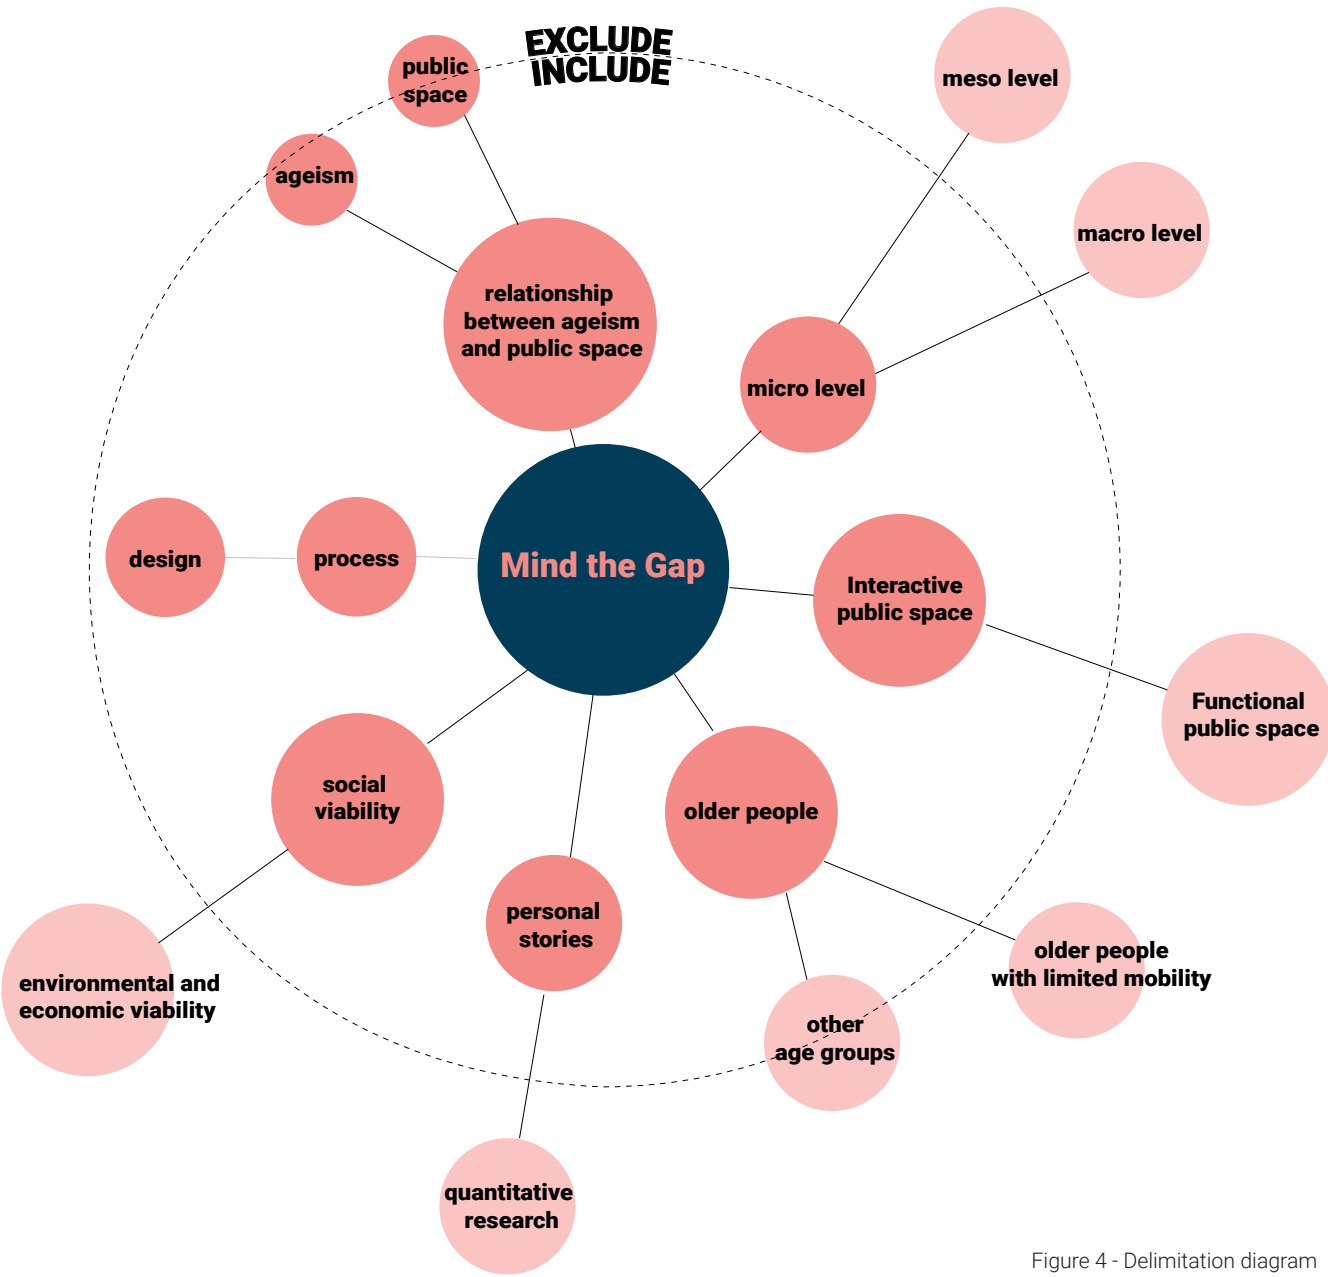 EXCLUDE
INCLUDE
public
space
meso level
ageism
macro level
relationship
between ageism
and public space
micro level
design
process
Mind the Gap
Interactive
public space
Functional
public space
social
viability
older people
personal
stories
older people
with limited mobility
environmental and
economic viability
other
age groups
quantitative
research
Figure 4 - Delimitation diagram